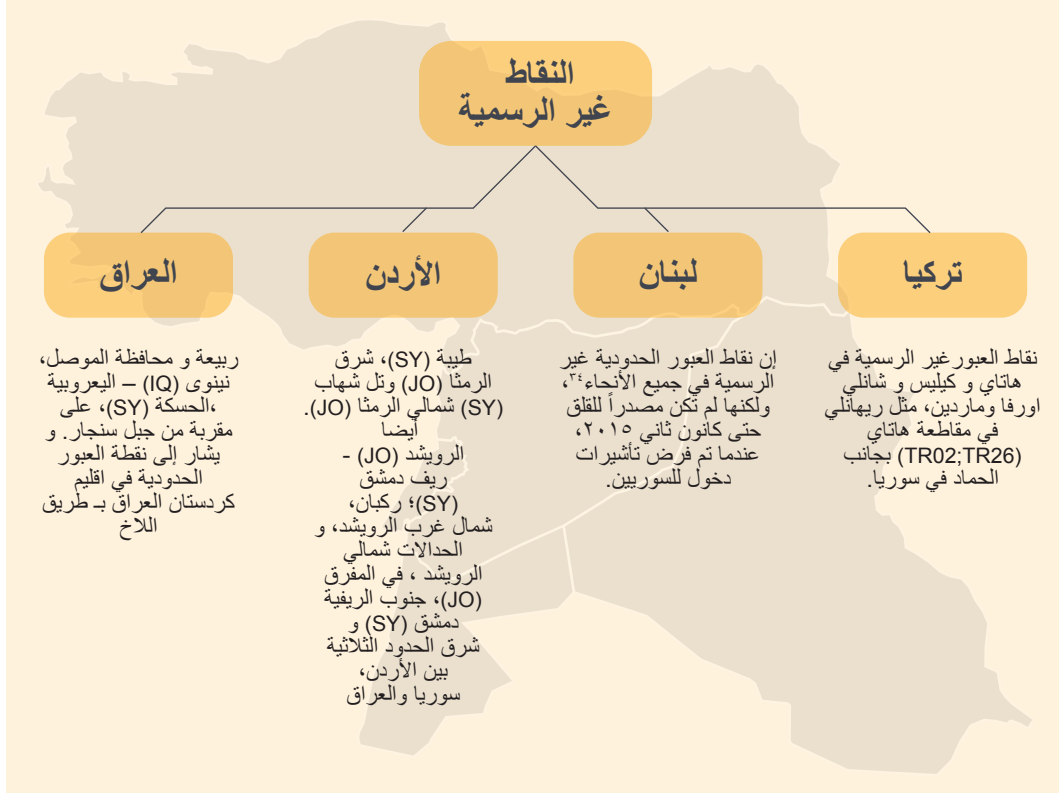 النقاط
غير الرسمية
تركيا
نقاط العبورغير الرسمية في
هاتاي و كيليس و شانلي
اورفا وماردين، مثل ريهانلي
في مقاطعة هاتاي
(TR02;TR26) بجانب
الحماد في سوريا.
لبنان
إن نقاط العبور الحدودية غير
الرسمية في جميع الأنحاء٣٤،
ولكنها لم تكن مصدراً للقلق
حتى كانون ثاني ٢٠١٥،
عندما تم فرض تأشيرات
دخول للسوريين.
الأردن
طيبة (SY)، شرق
الرمثا (JO) وتل شهاب
(SY) شمالي الرمثا (JO).
أيضا
الرويشد (JO) -
ريف دمشق
(SY)؛ ركبان،
شمال غرب الرويشد، و
الحدالات شمالي
الرويشد ، في المفرق
(JO)، جنوب الريفية
دمشق (SY) و
شرق الحدود الثلاثية
بين الأردن،
سوريا والعراق
العراق
ربيعة و محافظة الموصل،
نينوى (IQ) – اليعروبية
،الحسكة (SY)، على
مقربة من جبل سنجار. و
يشار إلى نقطة العبور
الحدودية في اقليم
كردستان العراق بـ طريق
اللاخ